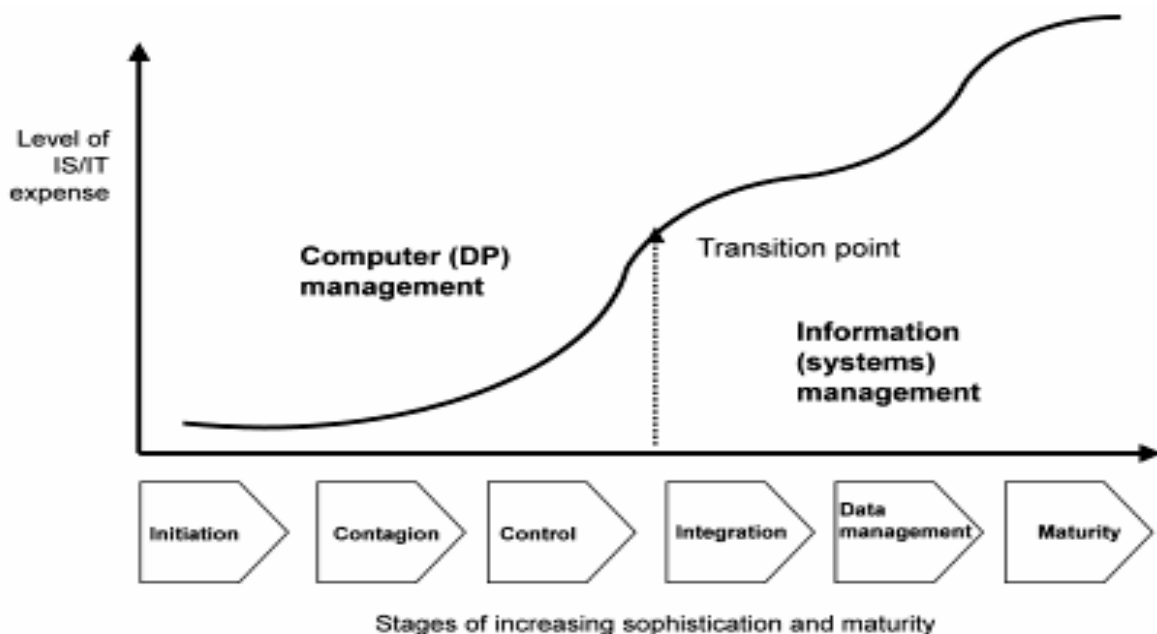 Level of
IS/IT
expense
Computer (DP)
management
Transition point
Information
(systems)
management
Initiation
Contagion
Control
Integration
Data
management
Maturity
Stages of increasing sophistication and maturity